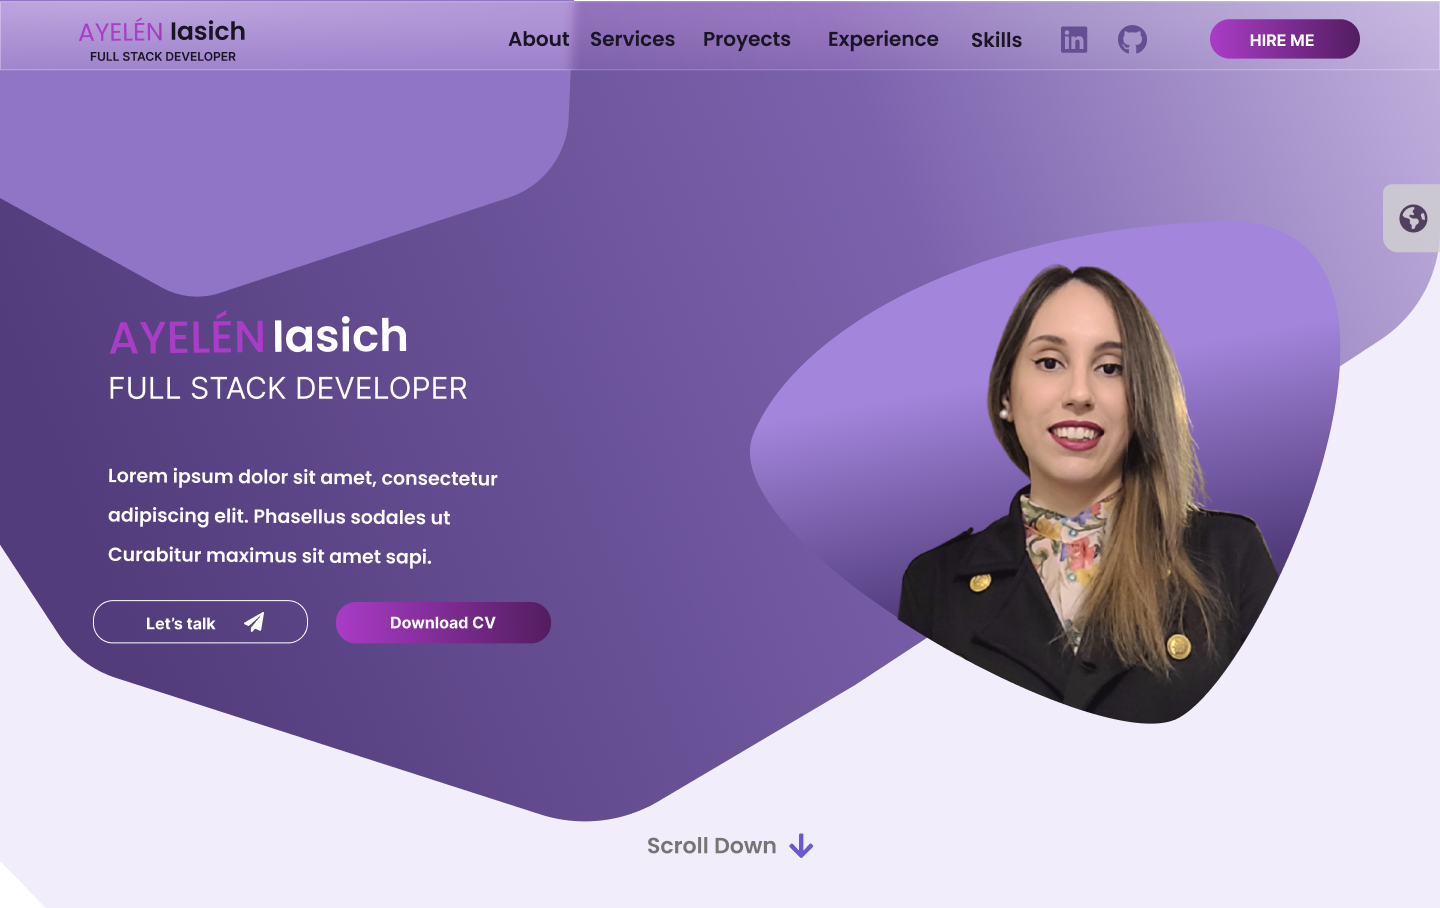 AYELÉN Iasich
FULL STACK DEVELOPER
About Services Proyects Experience Skills HIRE ME
AYELÉN Iasich
FULL STACK DEVELOPER
Lorem ipsum dolor sit amet, consectetur
adipiscing elit. Phasellus sodales ut
Curabitur maximus sit amet sapi.
Let's talk Download CV
Scroll Down